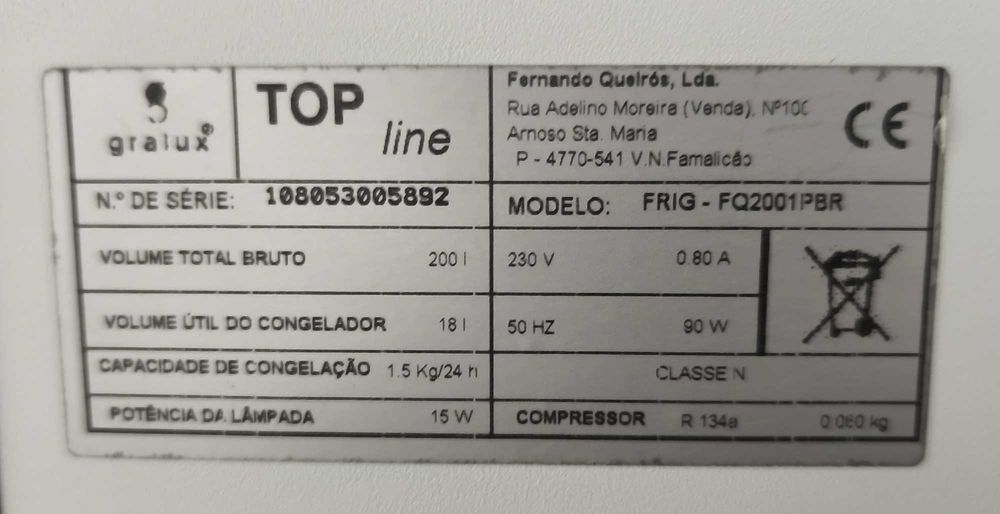 gralux®
TOP
line
Fernando Queirós, Lda.
Rua Adelino Moreira (Venda), Nº100
Arnoso Sta. Maria
P - 4770-541 V.N.Famalicão
CE
N.º DE SÉRIE: 108053005892
MODELO: FRIG - FQ2001PBR
VOLUME TOTAL BRUTO 200 l
230 V 0.80 A
VOLUME ÚTIL DO CONGELADOR 18 l
50 HZ 90 W
CAPACIDADE DE CONGELAÇÃO 1.5 Kg/24 h
CLASSE N
POTÊNCIA DA LÂMPADA 15 W
COMPRESSOR R 134a 0.060 kg